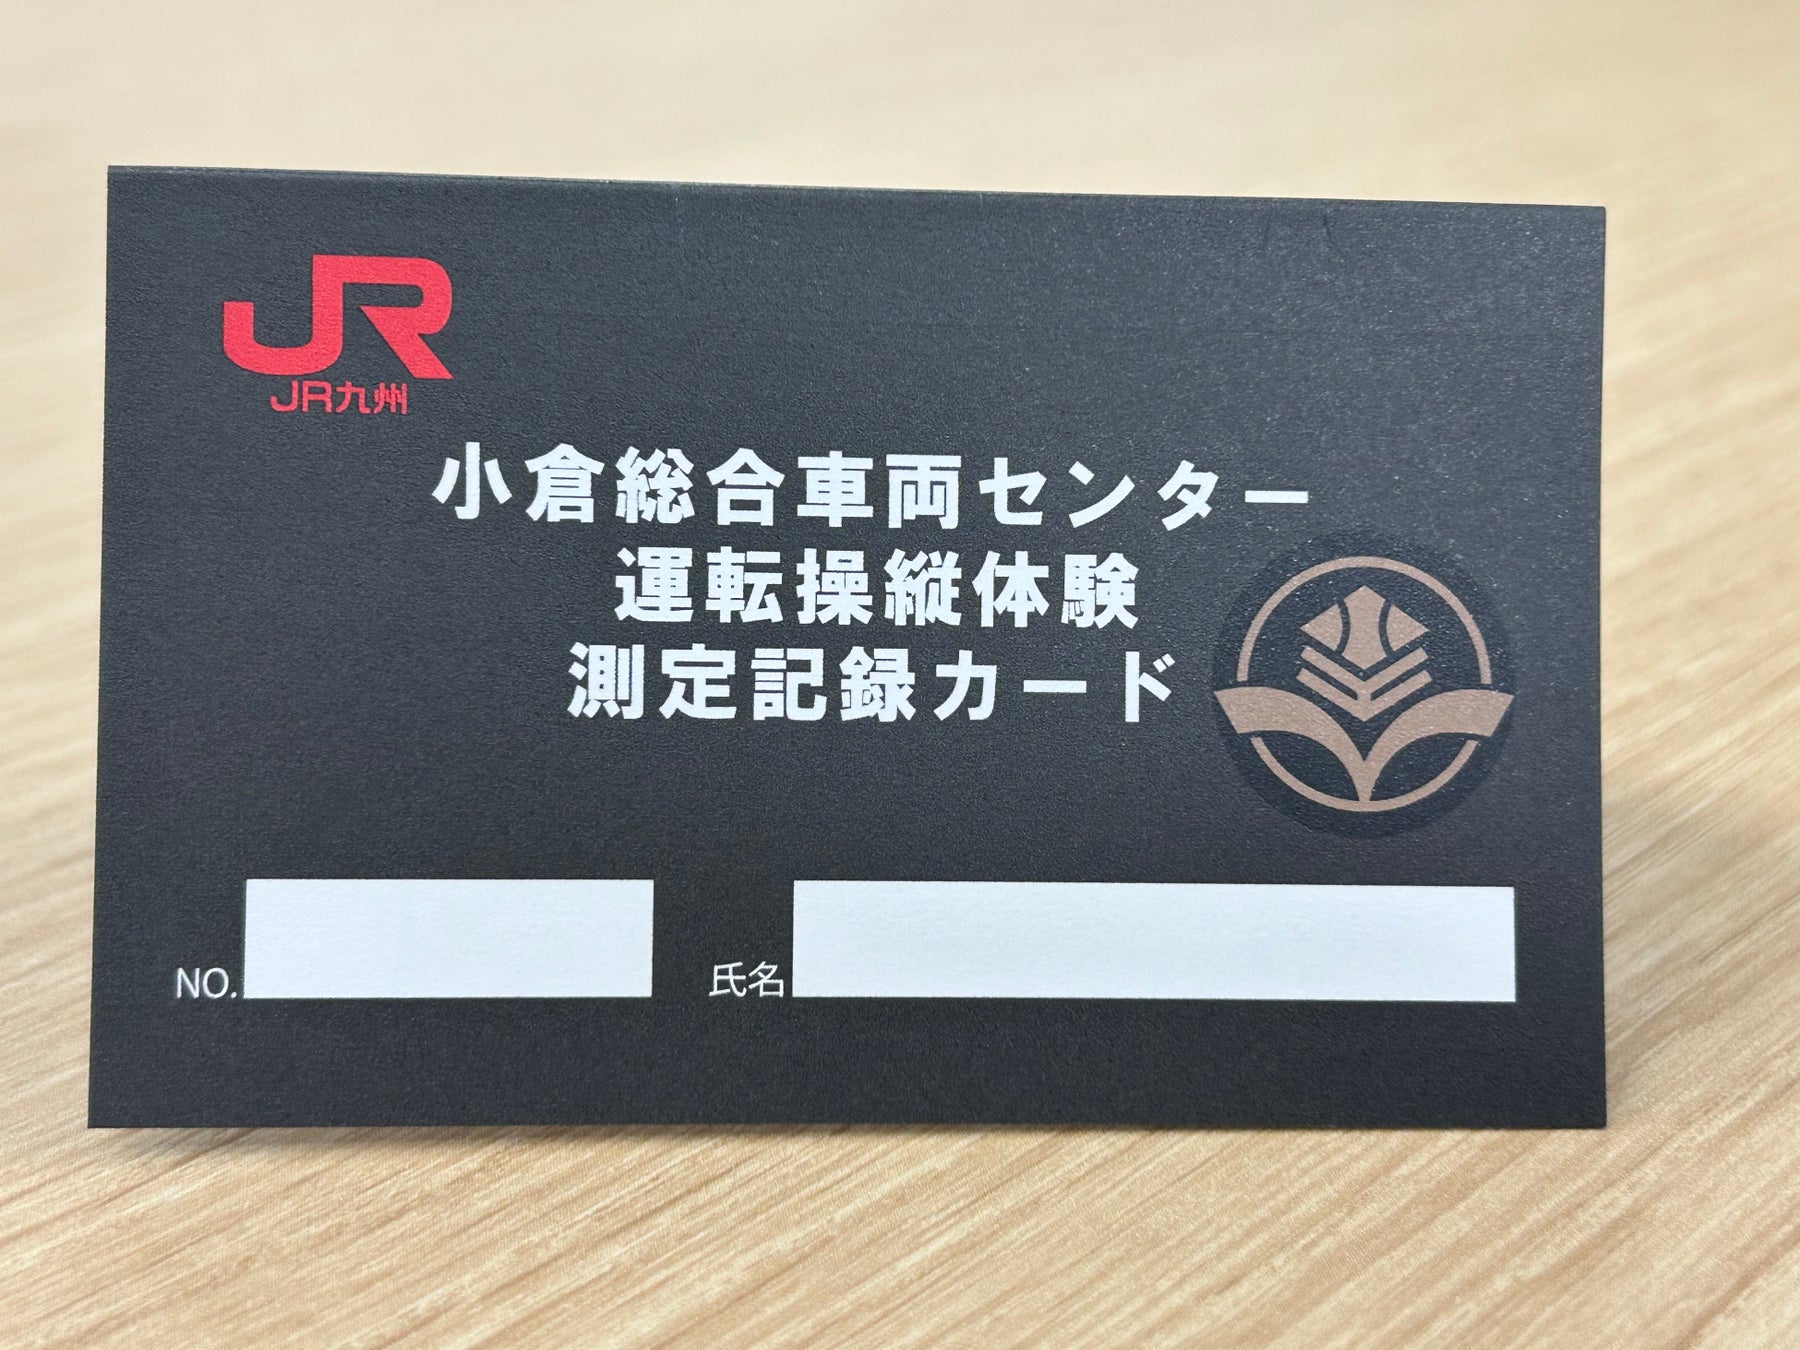 JR
JR九州
小倉総合車両センター
運転操縦体験
測定記録カード
NO.
氏名